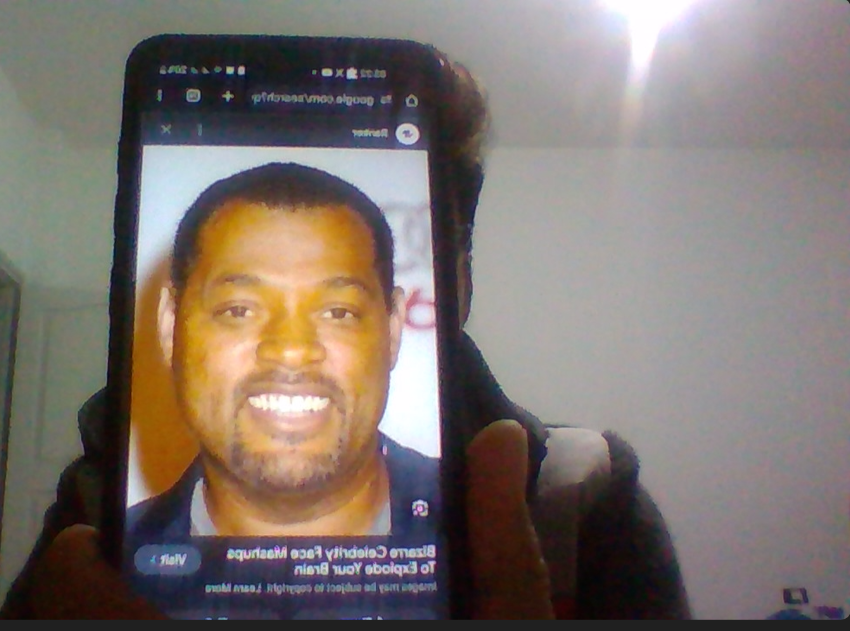 google.com/search?q
Ranker
Bizarre Celebrity Face Mashups
To Explode Your Brain
Visit
Images may be subject to copyright. Learn More